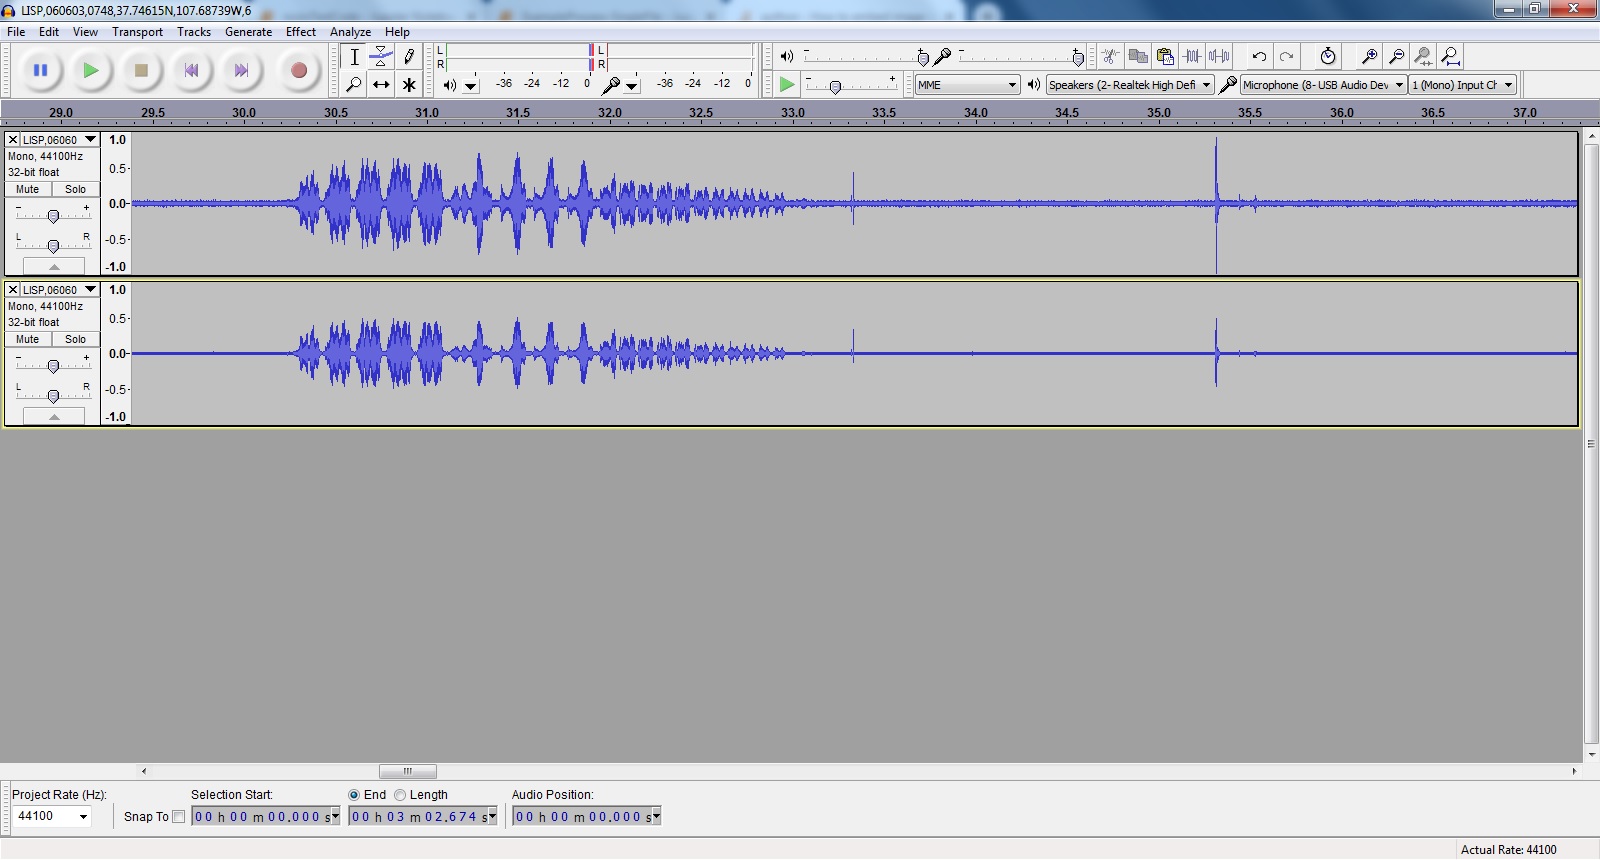 LISP,060603,0748,37.74615N,107.68739W,6
File Edit View Transport Tracks Generate Effect Analyze Help
L
R
-36 -24 -12 0
L
R
-36 -24 -12 0
- +
MME
Speakers (2- Realtek High Defi
Microphone (8- USB Audio Dev
1 (Mono) Input Ch
29.0 29.5 30.0 30.5 31.0 31.5 32.0 32.5 33.0 33.5 34.0 34.5 35.0 35.5 36.0 36.5 37.0
X LISP,06060
Mono, 44100Hz
32-bit float
Mute Solo
- +
L R
1.0
0.5-
0.0-
-0.5-
-1.0
X LISP,06060
Mono, 44100Hz
32-bit float
Mute Solo
- +
L R
1.0
0.5-
0.0-
-0.5-
-1.0
Project Rate (Hz): Selection Start: End Length Audio Position:
44100 Snap To 00 h 00 m 00.000 s 00 h 03 m 02.674 s 00 h 00 m 00.000 s
Actual Rate: 44100